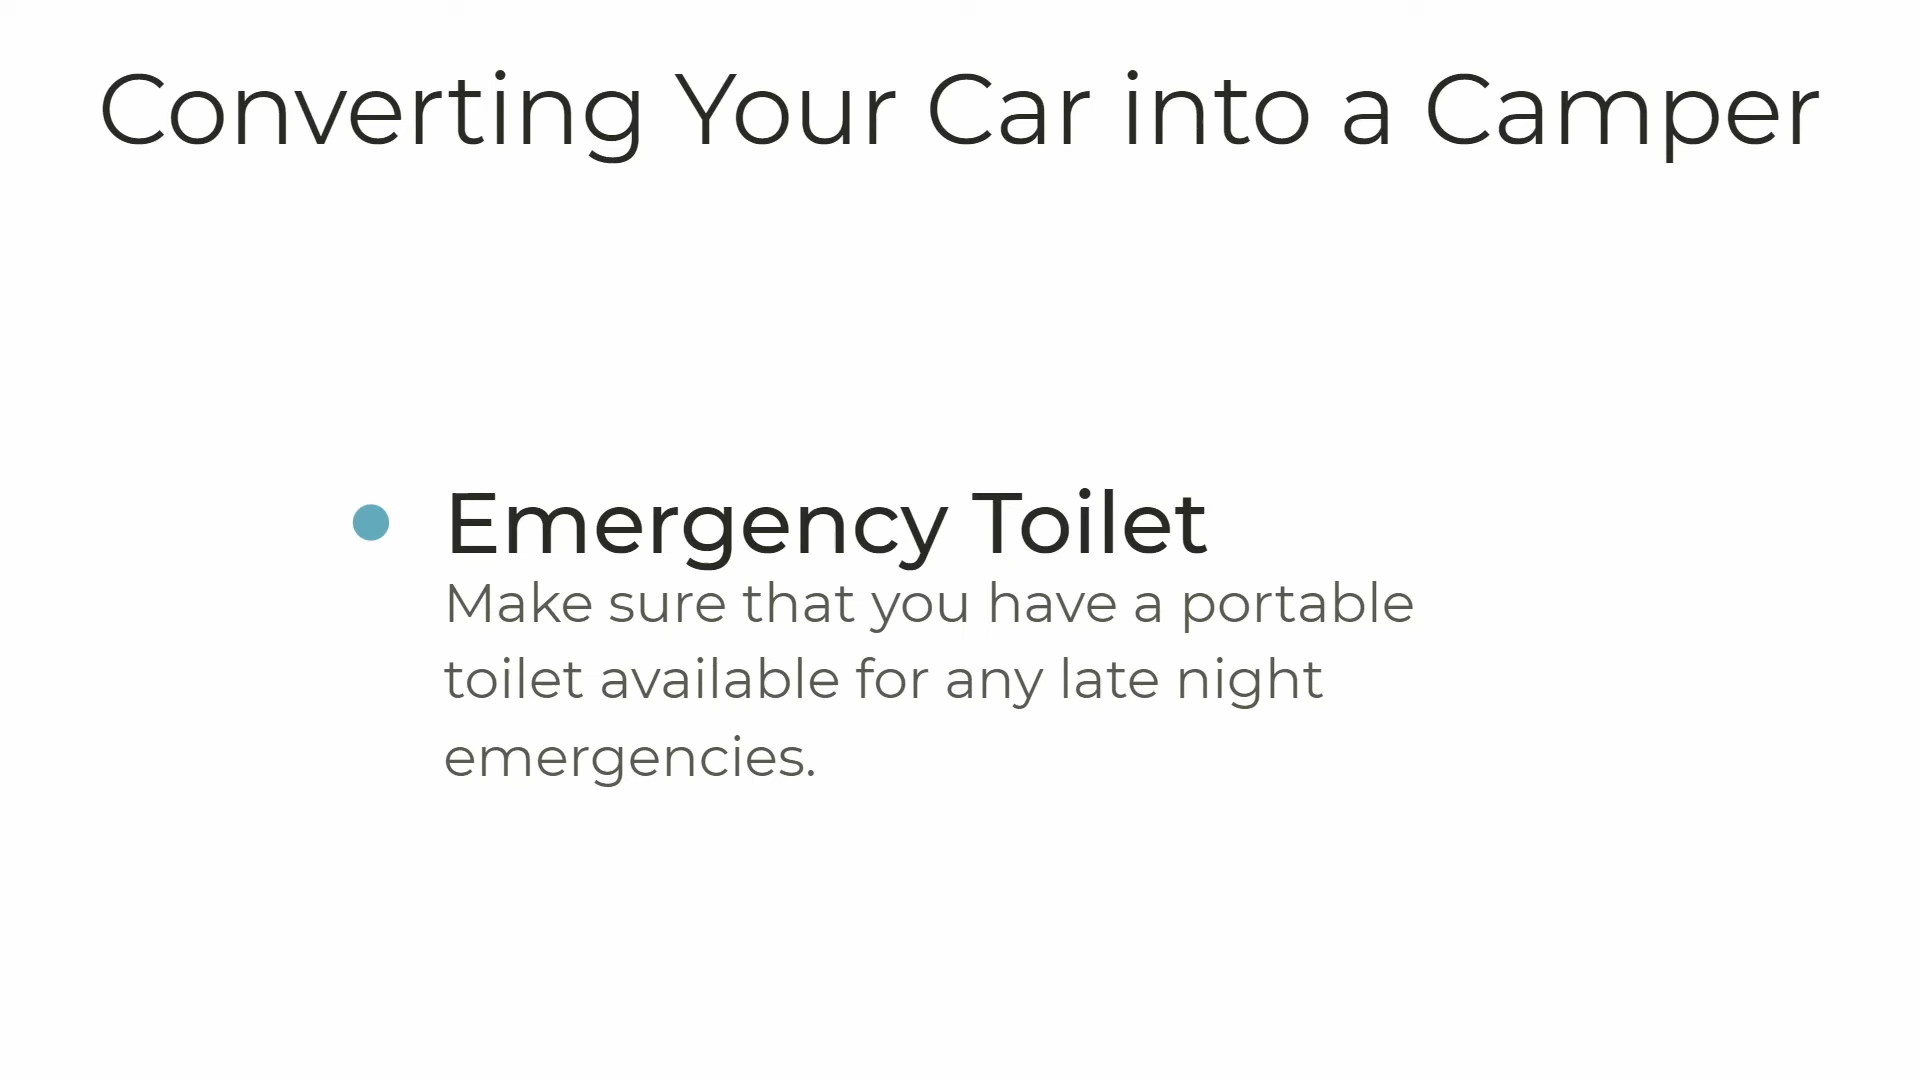 Converting Your Car into a Camper
Emergency Toilet
Make sure that you have a portable
toilet available for any late night
emergencies.